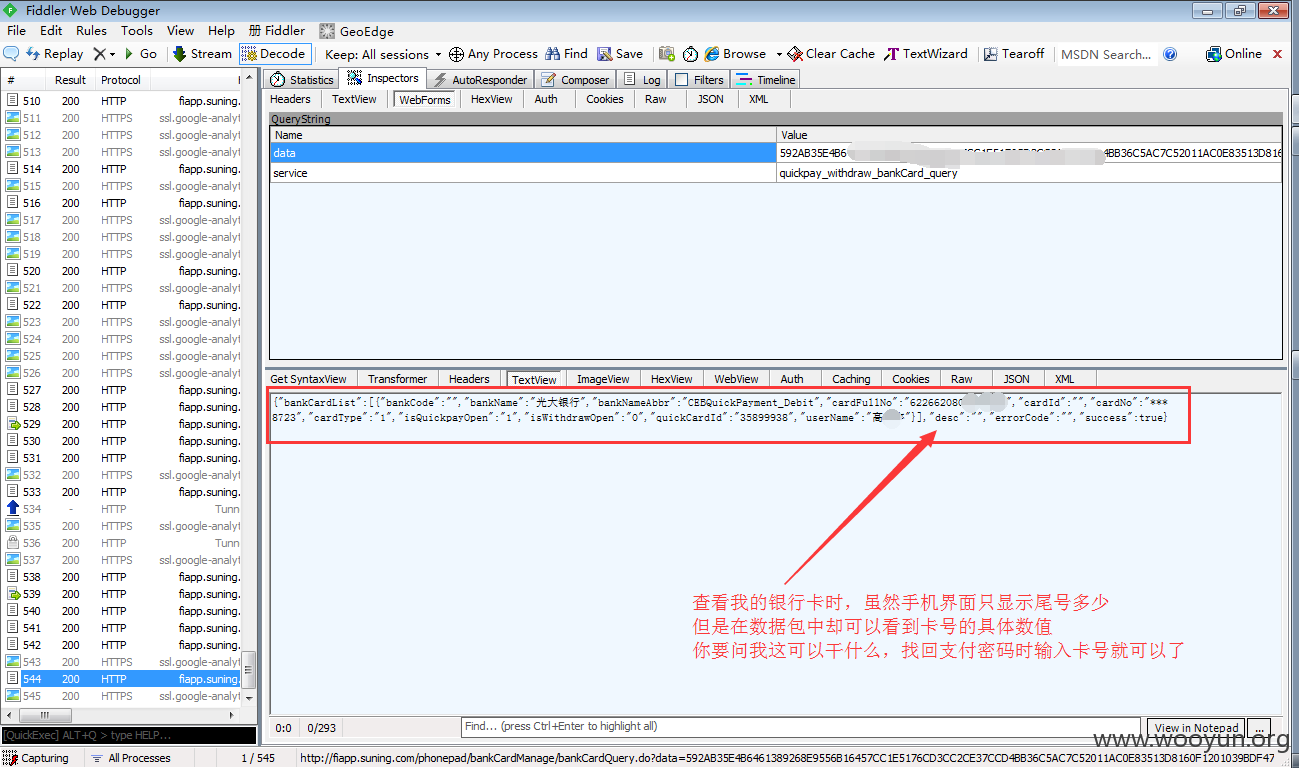 Fiddler Web Debugger
File Edit Rules Tools View Help Fiddler GeoEdge
Replay Go Stream Decode Keep: All sessions Any Process Find Save Browse Clear Cache TextWizard Tearoff MSDN Search... Online
# Result Protocol
510 200 HTTP fiapp.suning.
511 200 HTTPS ssl.google-analyt
512 200 HTTPS ssl.google-analyt
513 200 HTTPS ssl.google-analyt
514 200 HTTP fiapp.suning.
515 200 HTTPS ssl.google-analyt
516 200 HTTP fiapp.suning.
517 200 HTTPS ssl.google-analyt
518 200 HTTPS ssl.google-analyt
519 200 HTTPS ssl.google-analyt
520 200 HTTP fiapp.suning.
521 200 HTTPS ssl.google-analyt
522 200 HTTP fiapp.suning.
523 200 HTTPS ssl.google-analyt
524 200 HTTPS ssl.google-analyt
525 200 HTTPS ssl.google-analyt
526 200 HTTPS ssl.google-analyt
527 200 HTTP fiapp.suning.
528 200 HTTP fiapp.suning.
529 200 HTTP fiapp.suning.
530 200 HTTP fiapp.suning.
531 200 HTTP fiapp.suning.
532 200 HTTPS ssl.google-analyt
533 200 HTTP fiapp.suning.
534 - HTTP Tunn
535 200 HTTPS ssl.google-analyt
536 200 HTTP Tunn
537 200 HTTPS ssl.google-analyt
538 200 HTTP fiapp.suning.
539 200 HTTP fiapp.suning.
540 200 HTTP fiapp.suning.
541 200 HTTP fiapp.suning.
542 200 HTTP fiapp.suning.
543 200 HTTPS ssl.google-analyt
544 200 HTTP fiapp.suning.
545 200 HTTPS ssl.google-analyt
[QuickExec] ALT+Q > type HELP...
Statistics Inspectors AutoResponder Composer Log Filters Timeline
Headers TextView WebForms HexView Auth Cookies Raw JSON XML
QueryString
Name Value
data 592AB35E4B6 4BB36C5AC7C52011AC0E83513D816
service quickpay_withdraw_bankCard_query
Get SyntaxView Transformer Headers TextView ImageView HexView WebView Auth Caching Cookies Raw JSON XML
{"bankCardList":[{"bankCode":"","bankName":"光大银行","bankNameAbbr":"CEBQuickPayment_Debit","cardFullNo":"622662080 ","cardId":"","cardNo":"***
8723","cardType":"1","isQuickpayOpen":"1","isWithdrawOpen":"0","quickCardId":"35899938","userName":"高 "}],"desc":"","errorCode":"","success":true}
查看我的银行卡时，虽然手机界面只显示尾号多少
但是在数据包中却可以看到卡号的具体数值
你要问我这可以干什么，找回支付密码时输入卡号就可以了
0:0 0/293 Find... (press Ctrl+Enter to highlight all) View in Notepad ...
www.wooyun.org
Capturing All Processes 1 / 545 http://fiapp.suning.com/phonepad/bankCardManage/bankCardQuery.do?data=592AB35E4B6461389268E9556B16457CC1E5176CD3CC2CE37CCD4BB36C5AC7C52011AC0E83513D8160F1201039BDF47